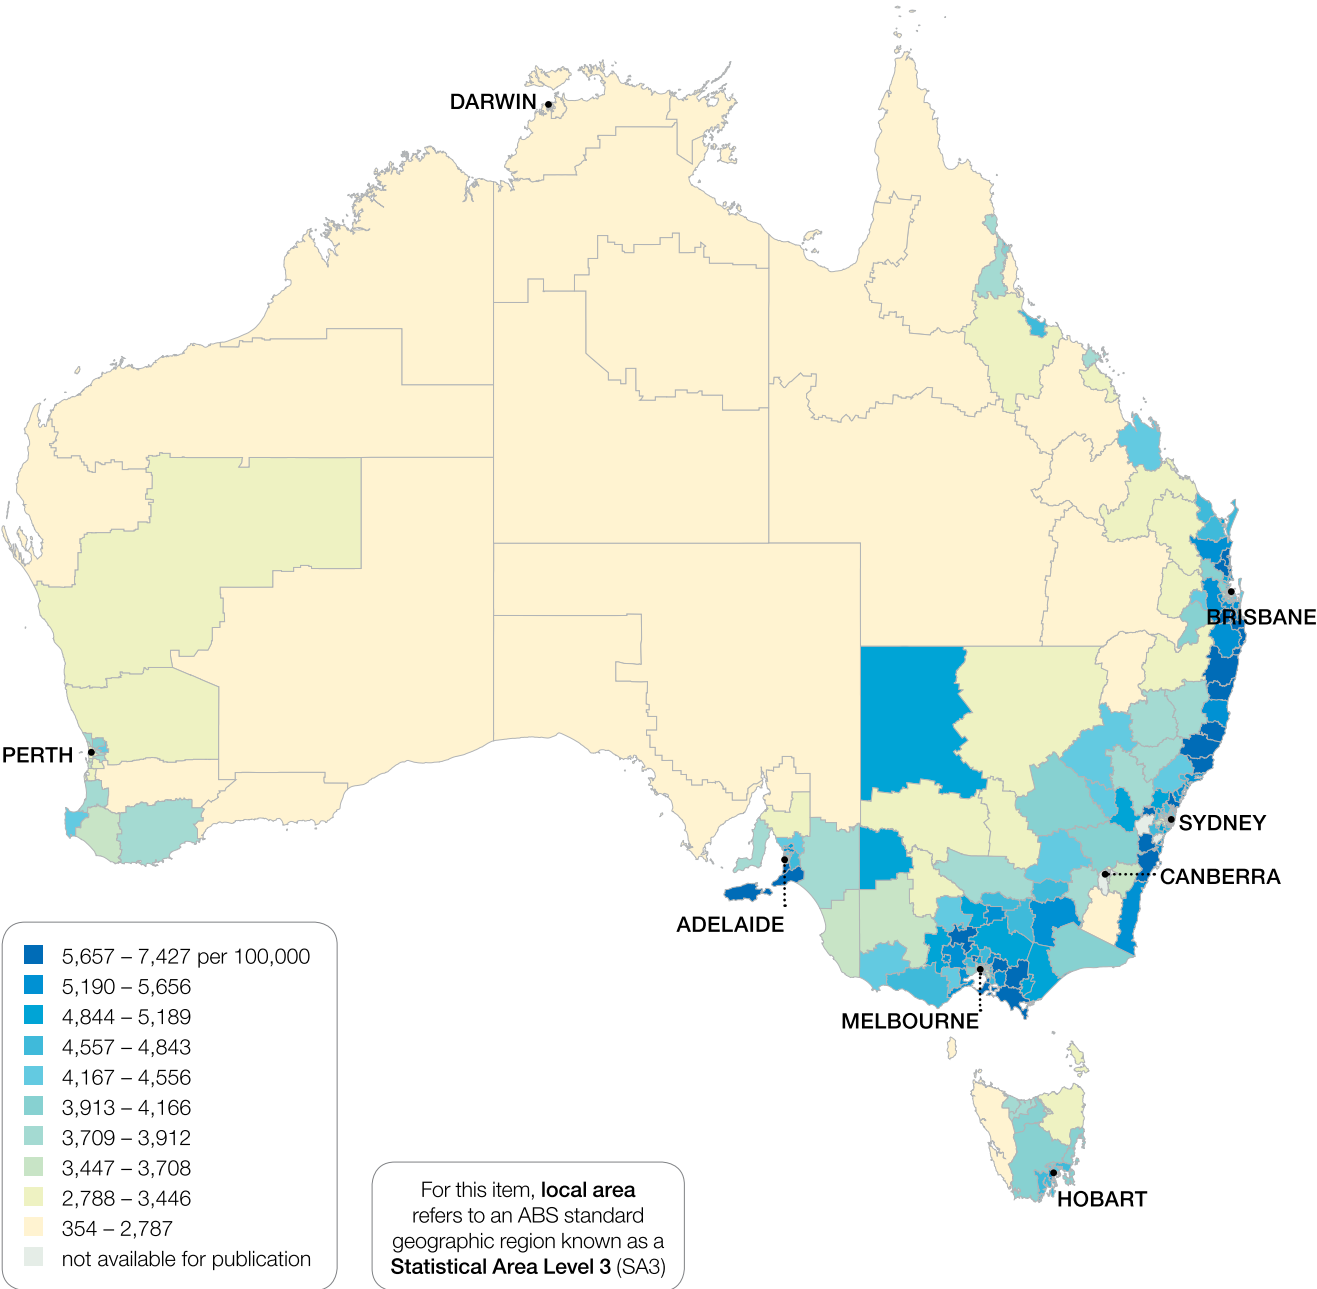 DARWIN
BRISBANE
PERTH
SYDNEY
CANBERRA
ADELAIDE
MELBOURNE
HOBART
5,657 – 7,427 per 100,000
5,190 – 5,656
4,844 – 5,189
4,557 – 4,843
4,167 – 4,556
3,913 – 4,166
3,709 – 3,912
3,447 – 3,708
2,788 – 3,446
354 – 2,787
not available for publication
For this item, local area
refers to an ABS standard
geographic region known as a
Statistical Area Level 3 (SA3)